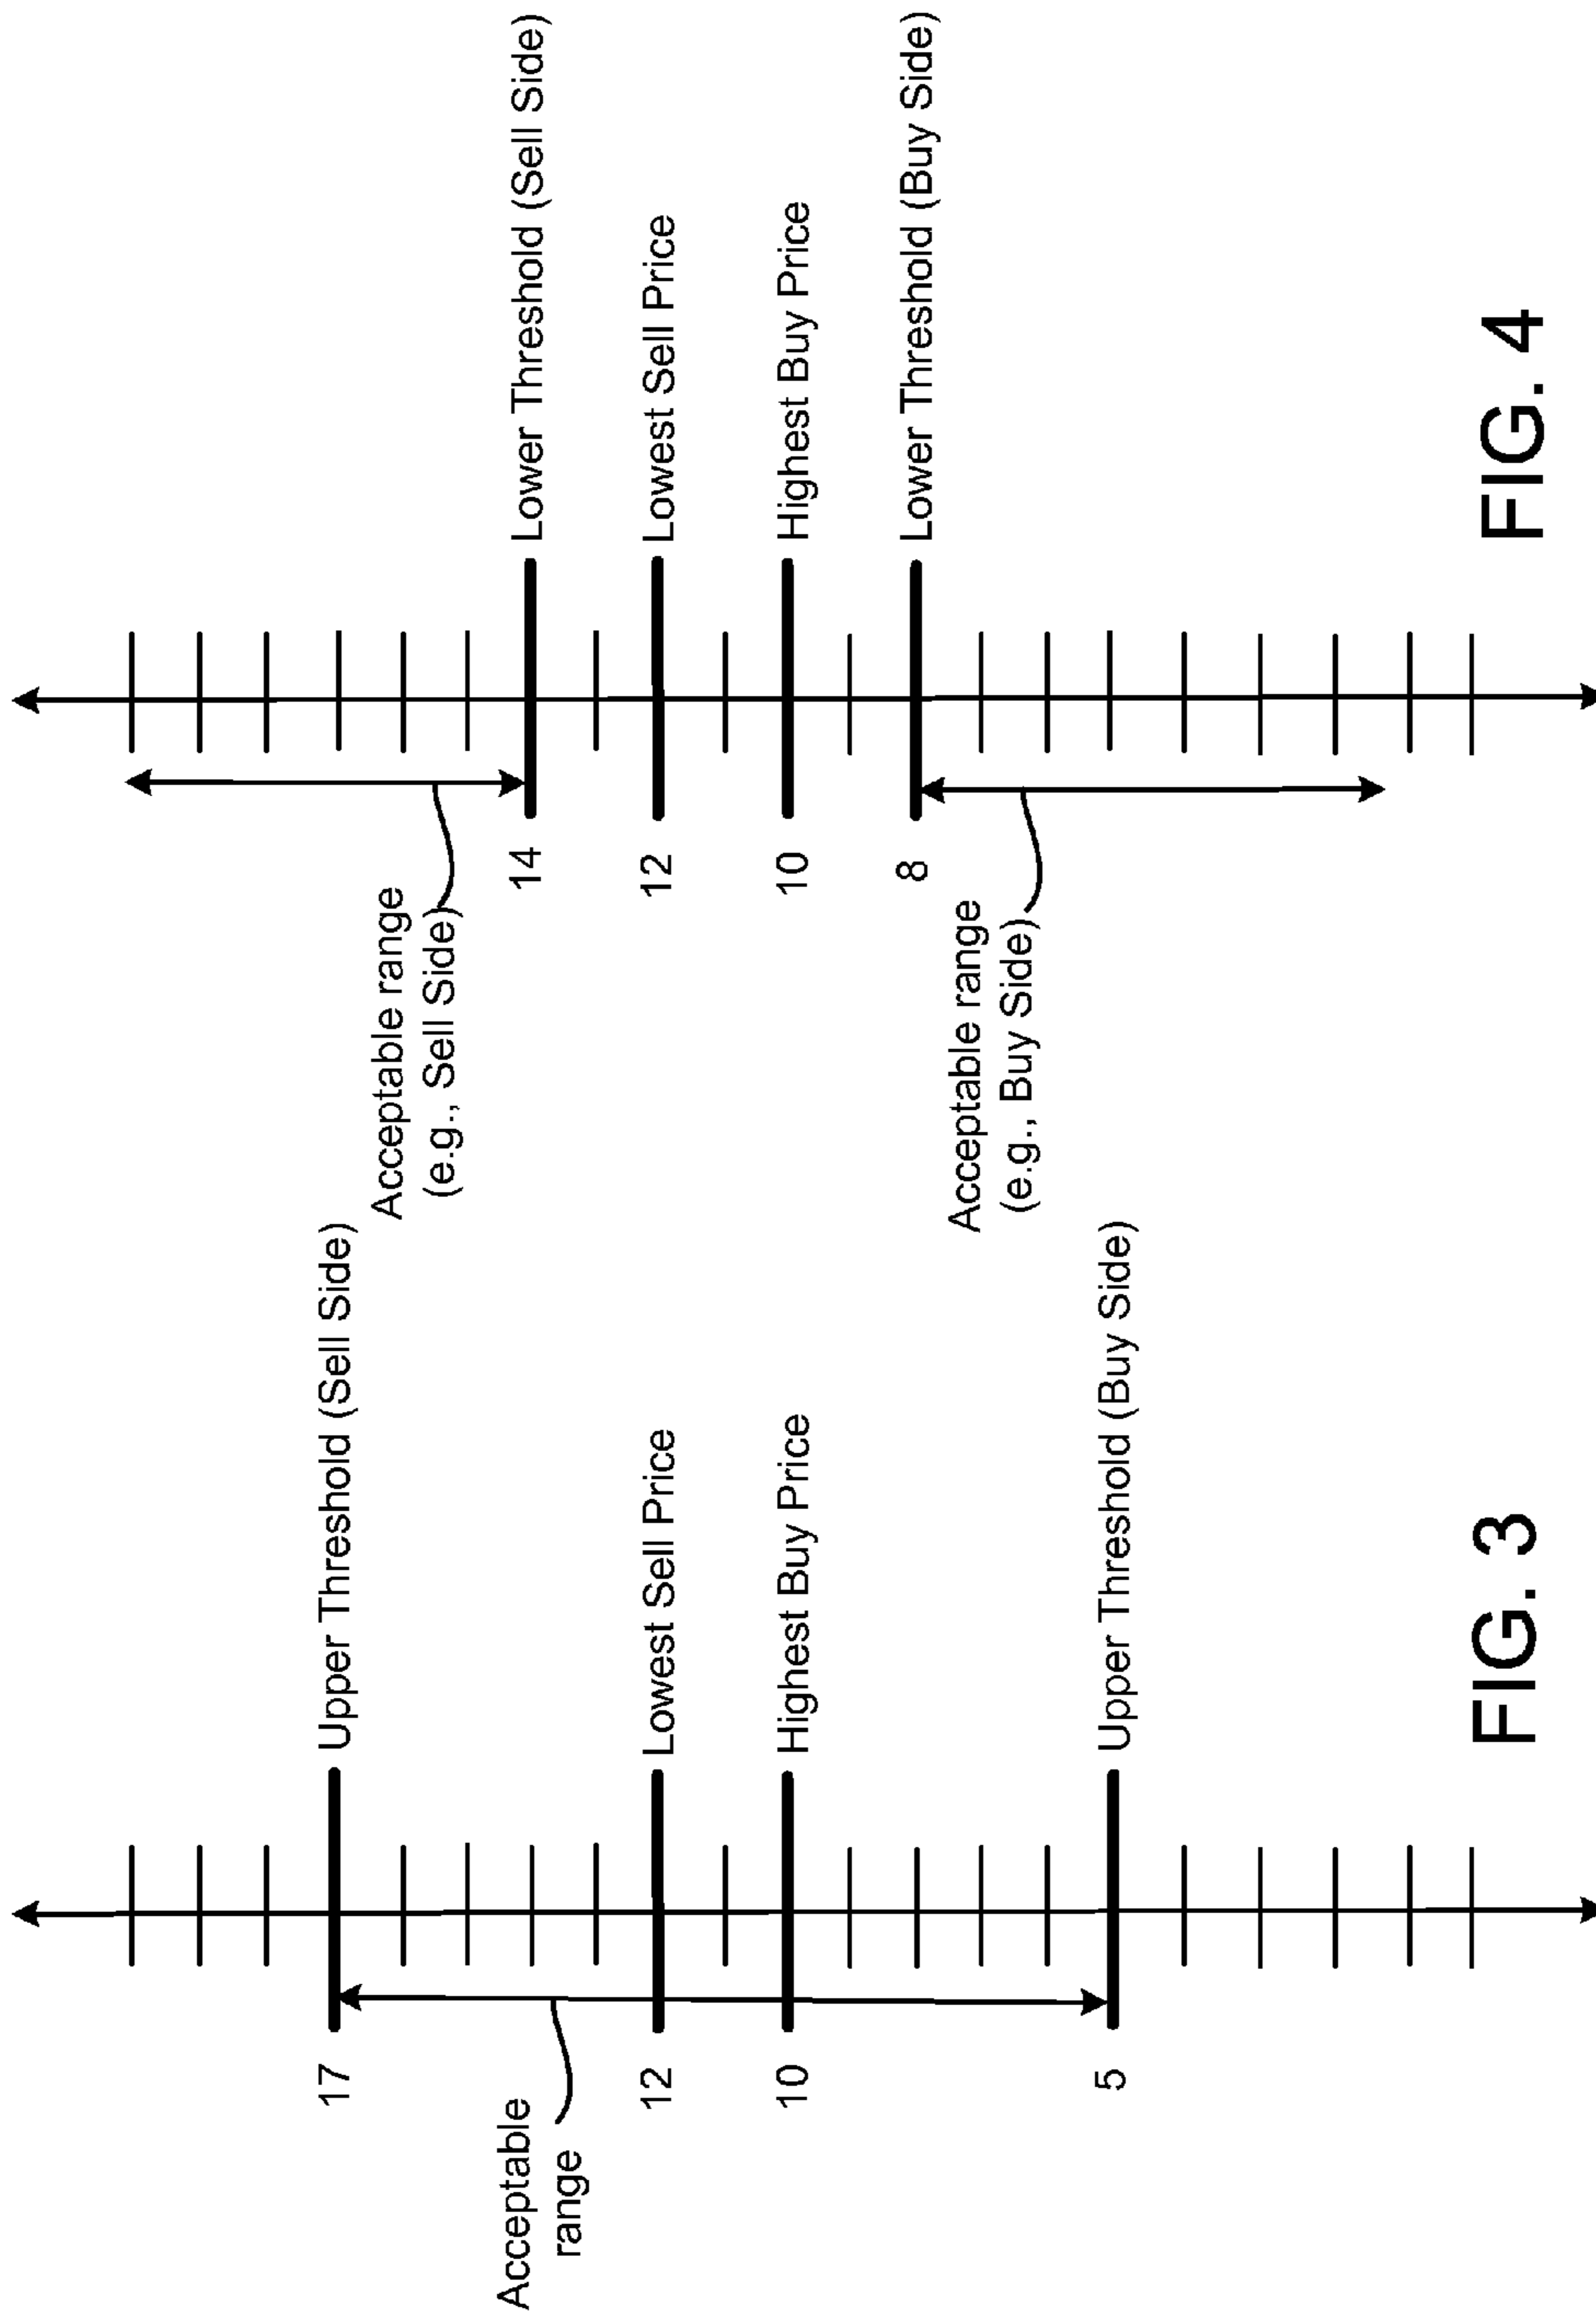 Upper Threshold (Sell Side)
17
Acceptable
range
Lowest Sell Price
12
Highest Buy Price
10
Upper Threshold (Buy Side)
5
FIG. 3
Acceptable range
(e.g., Sell Side)
14
Lower Threshold (Sell Side)
12
Lowest Sell Price
10
Highest Buy Price
8
Lower Threshold (Buy Side)
Acceptable range
(e.g., Buy Side)
FIG. 4